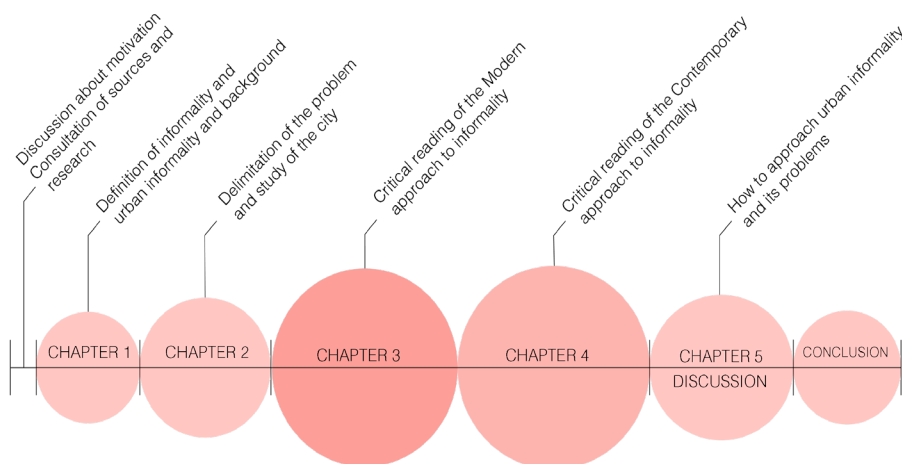 Discussion about motivation
Consultation of sources and
research
Definition of informality and
urban informality and background
Delimitation of the problem
and study of the city
Critical reading of the Modern
approach to informality
Critical reading of the Contemporary
approach to informality
How to approach urban informality
and its problems
CHAPTER 1
CHAPTER 2
CHAPTER 3
CHAPTER 4
CHAPTER 5
DISCUSSION
CONCLUSION